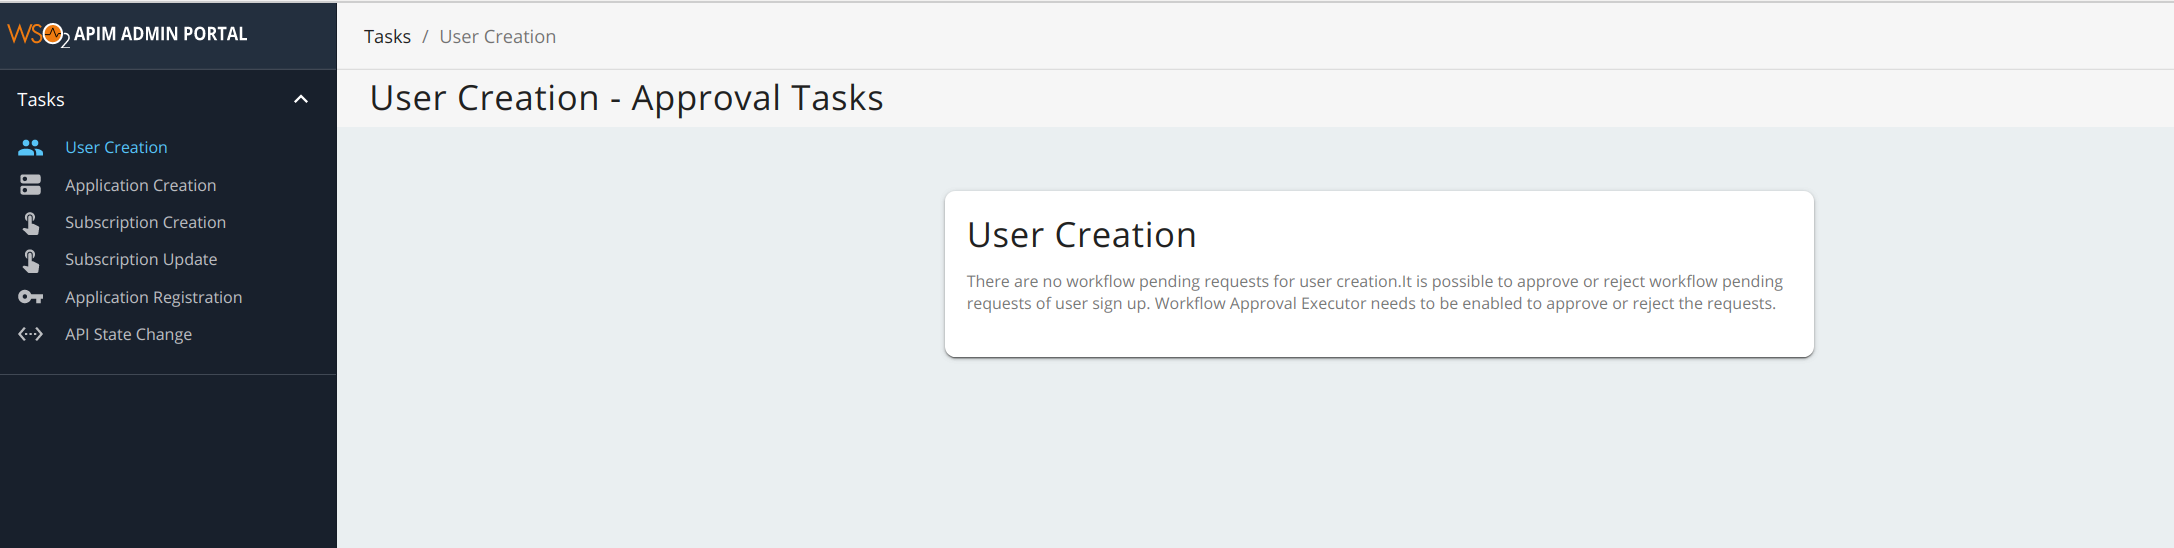 WSO2 APIM ADMIN PORTAL
Tasks / User Creation
Tasks
User Creation
Application Creation
Subscription Creation
Subscription Update
Application Registration
API State Change
User Creation - Approval Tasks
User Creation
There are no workflow pending requests for user creation.It is possible to approve or reject workflow pending
requests of user sign up. Workflow Approval Executor needs to be enabled to approve or reject the requests.